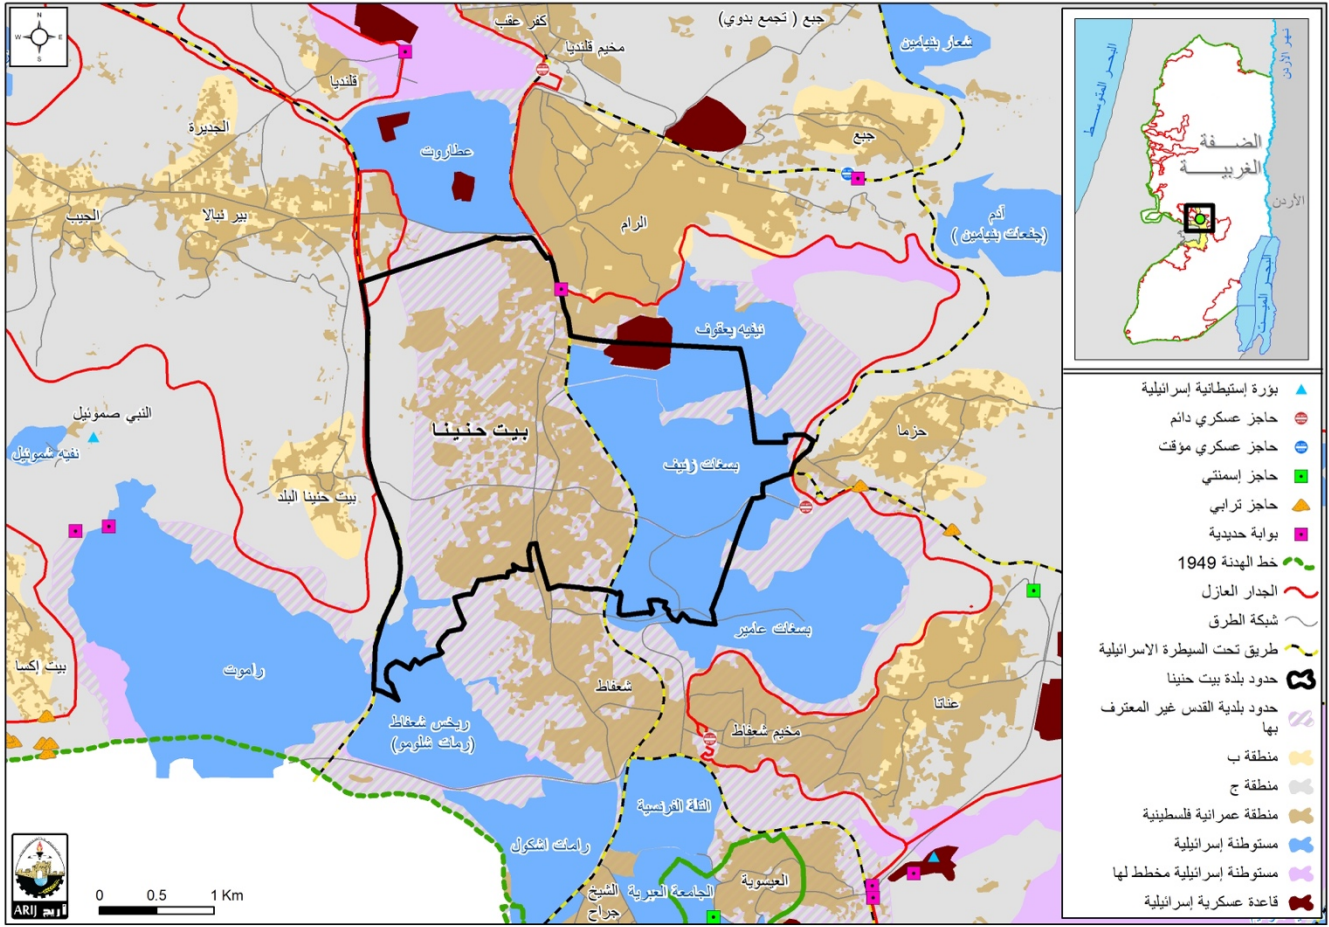 N
W E
S
كفر عقب
جبع ( تجمع بدوي)
مخيم قلنديا
شعار بنيامين
قلنديا
الجديرة
عطاروت
جبع
الجيب
بير نبالا
الرام
آدم
(جفعات بنيامين )
نيفيه يعقوف
النبي صموئيل
نفيه شموئيل
بيت حنينا
حزما
بسغات زئيف
بيت حنينا البلد
بسغات عامير
بيت إكسا
راموت
شعفاط
عناتا
ريخس شعفاط
(رمات شلومو)
مخيم شعفاط
التلة الفرنسية
رامات اشكول
الشيخ
جراح
الجامعة العبرية
العيسوية
ARIJ أريج
0 0.5 1 Km
البحر المتوسط
نهر الأردن
الضـــفة
الغربيـــة
الأردن
البحر الميت
بؤرة إستيطانية إسرائيلية
حاجز عسكري دائم
حاجز عسكري مؤقت
حاجز إسمنتي
حاجز ترابي
بوابة حديدية
خط الهدنة 1949
الجدار العازل
شبكة الطرق
طريق تحت السيطرة الاسرائيلية
حدود بلدة بيت حنينا
حدود بلدية القدس غير المعترف
بها
منطقة ب
منطقة ج
منطقة عمرانية فلسطينية
مستوطنة إسرائيلية
مستوطنة إسرائيلية مخطط لها
قاعدة عسكرية إسرائيلية